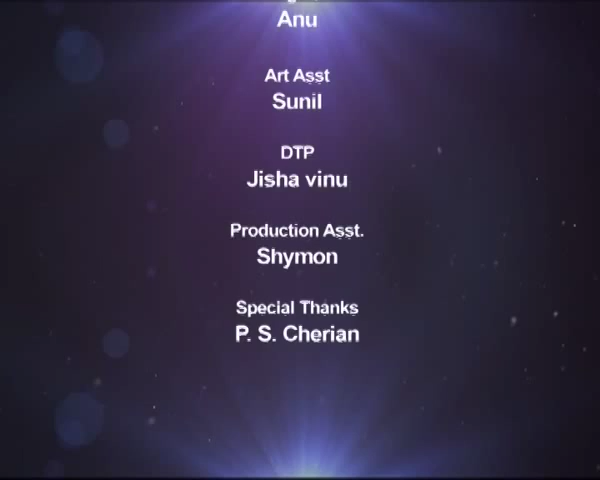 Anu
Art Asst
Sunil
DTP
Jisha vinu
Production Asst.
Shymon
Special Thanks
P. S. Cherian